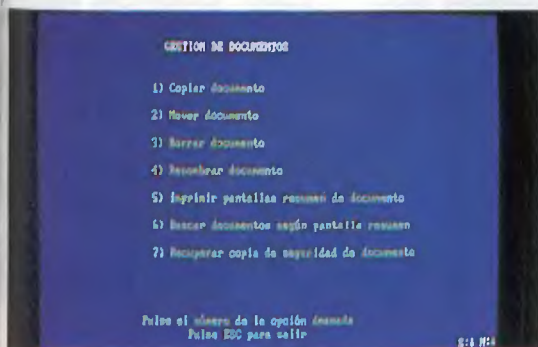 GESTION DE DOCUMENTOS
1) Copiar documento
2) Mover documento
3) Borrar documento
4) Renombrar documento
5) Imprimir pantallas resumen de documento
6) Buscar documentos según pantalla resumen
7) Recuperar copia de seguridad de documento
Pulse el número de la opción deseada
Pulse ESC para salir